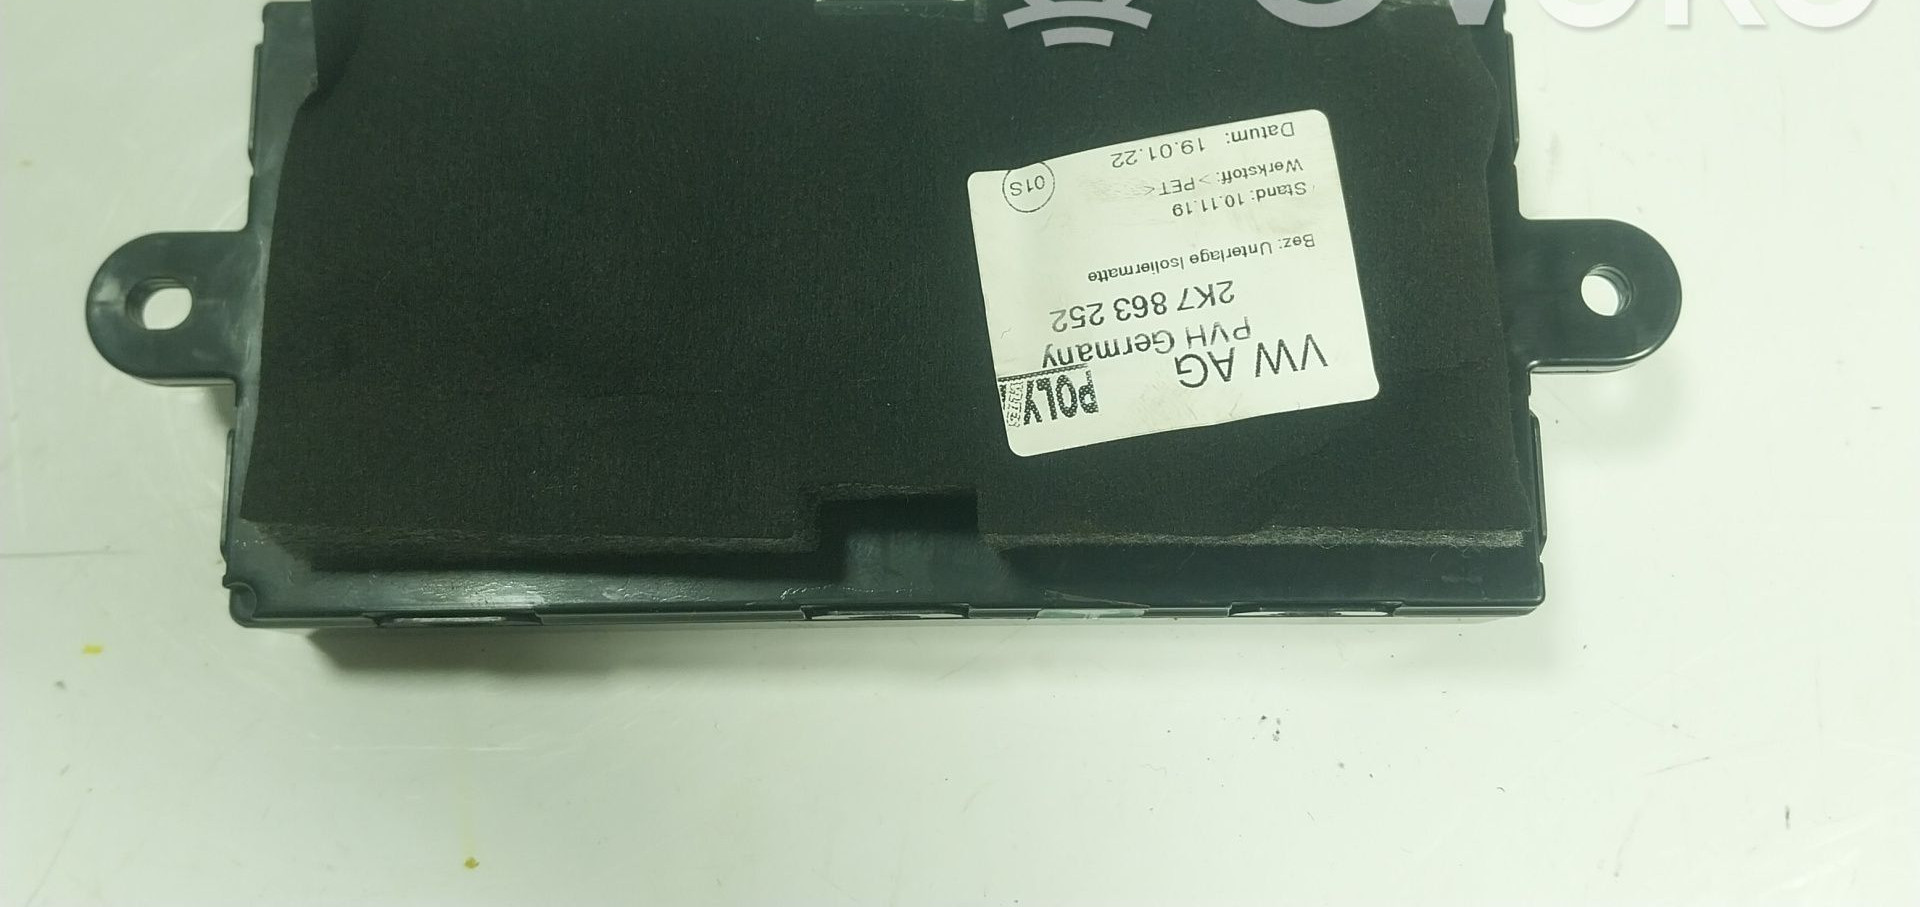 VW AG
PVH Germany
2K7 863 252
Bez: Unterlage Isoliermatte
Stand: 10.11.19
Werkstoff: >PET<
Datum: 19.01.22
01S
POLY